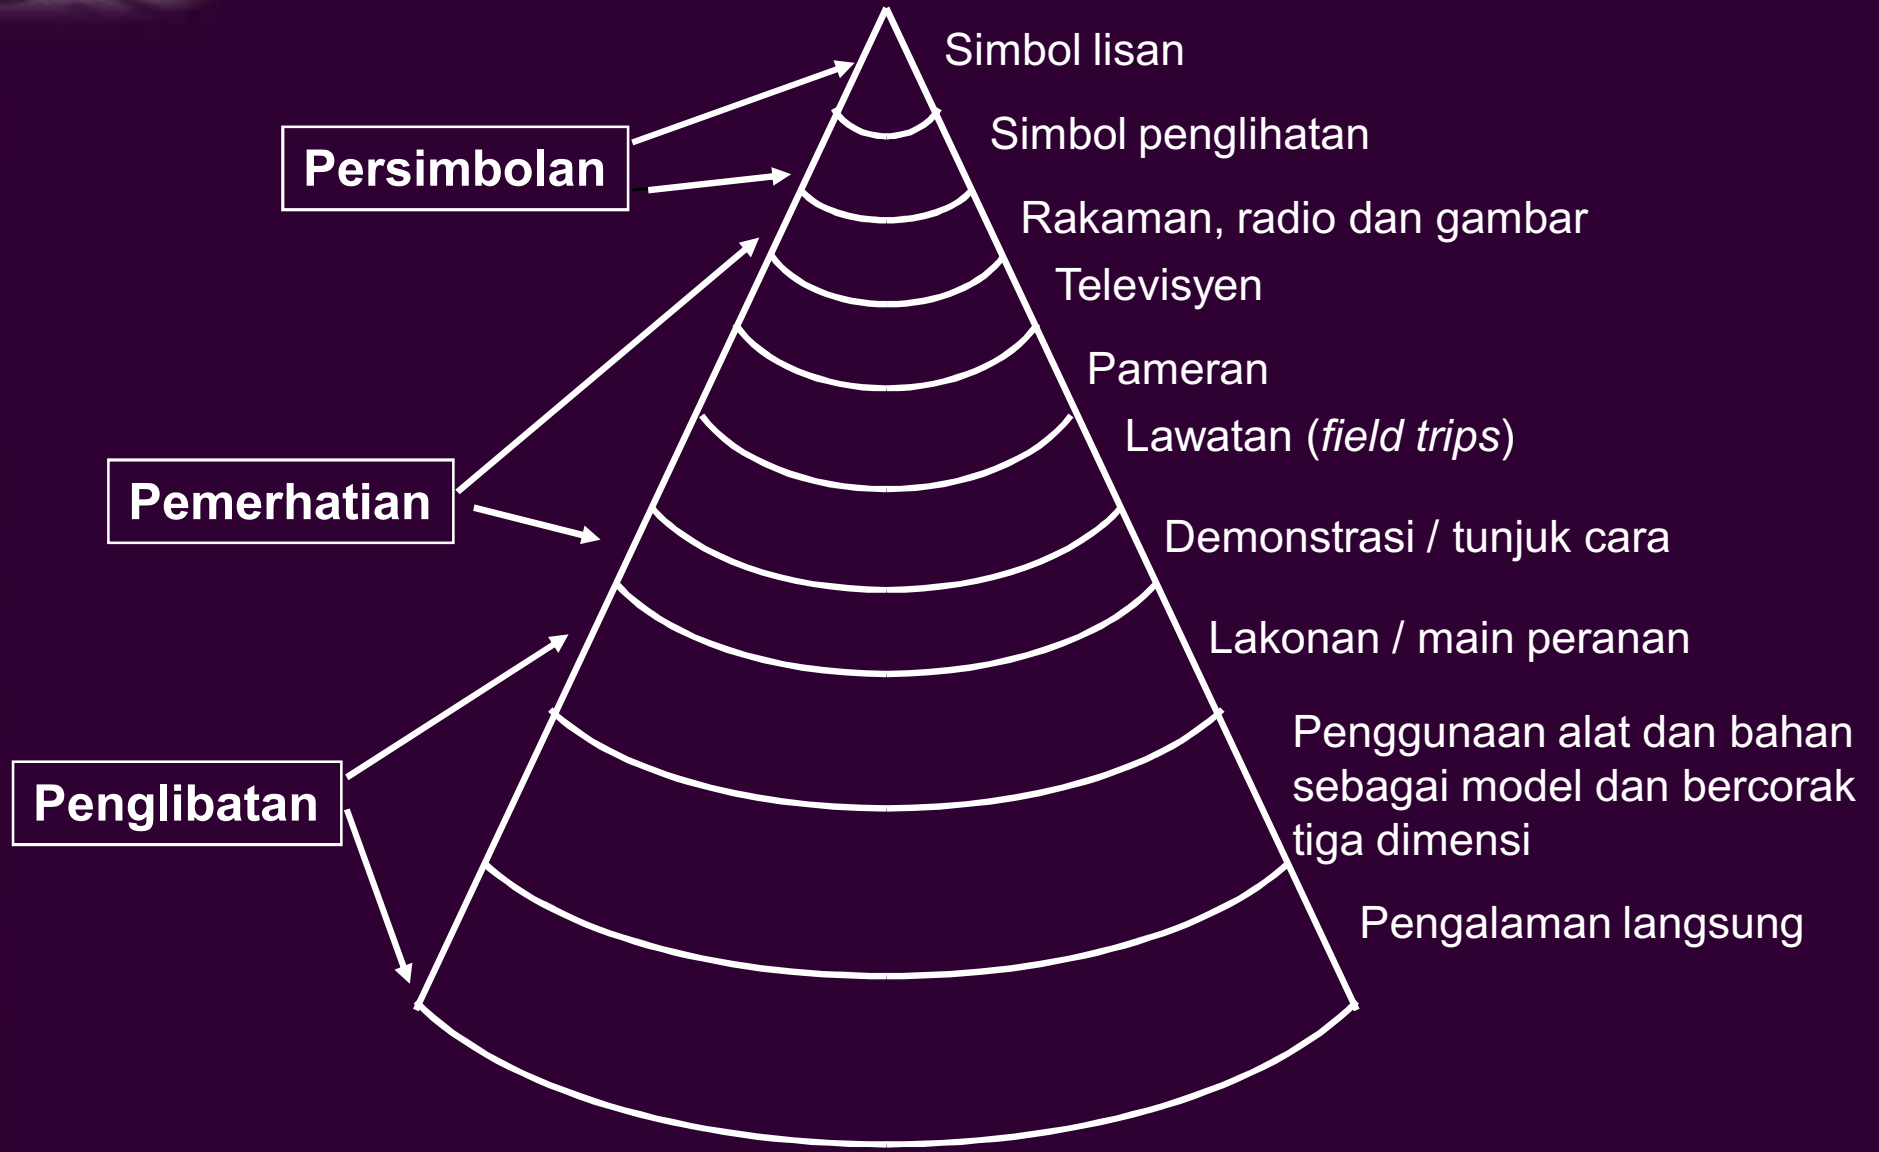 Simbol lisan
Simbol penglihatan
Persimbolan
Rakaman, radio dan gambar
Televisyen
Pameran
Lawatan (field trips)
Pemerhatian
Demonstrasi / tunjuk cara
Lakonan / main peranan
Penglibatan
Penggunaan alat dan bahan
sebagai model dan bercorak
tiga dimensi
Pengalaman langsung